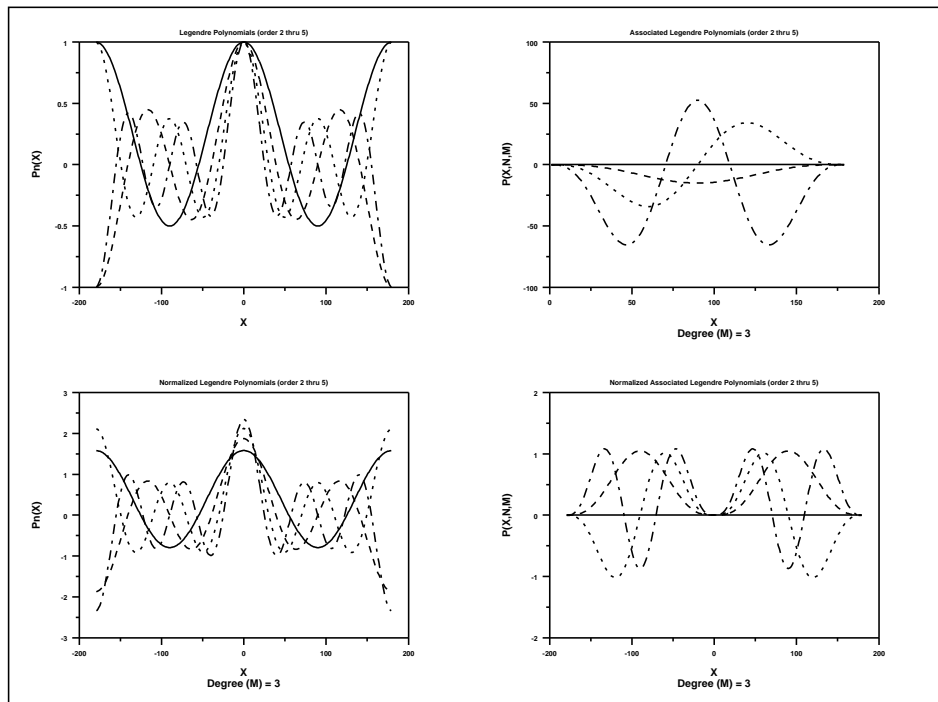 Legendre Polynomials (order 2 thru 5)
1
0.5
0
-0.5
-1
Pn(X)
-200 -100 0 100 200
X
Associated Legendre Polynomials (order 2 thru 5)
100
50
0
-50
-100
P(X,N,M)
0 50 100 150 200
X
Degree (M) = 3
Normalized Legendre Polynomials (order 2 thru 5)
3
2
1
0
-1
-2
-3
Pn(X)
-200 -100 0 100 200
X
Degree (M) = 3
Normalized Associated Legendre Polynomials (order 2 thru 5)
2
1
0
-1
-2
P(X,N,M)
-200 -100 0 100 200
X
Degree (M) = 3